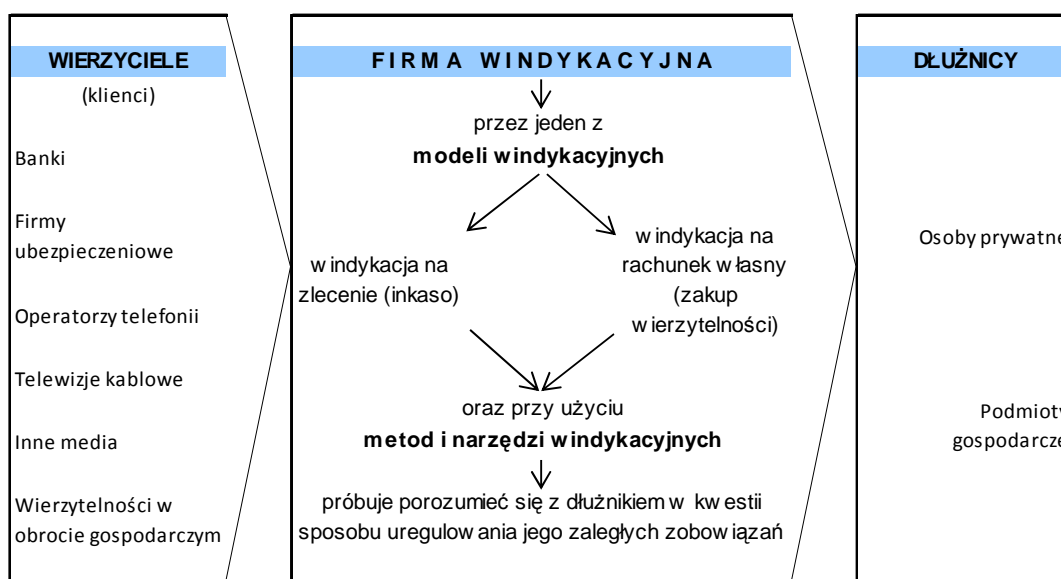 WIERZYCIELE
(klienci)
Banki
Firmy
ubezpieczeniowe
Operatorzy telefonii
Telewizje kablowe
Inne media
Wierzytelności w
obrocie gospodarczym
FIRMA WINDYKACYJNA
przez jeden z
modeli windykacyjnych
windykacja na
zlecenie (inkaso)
windykacja na
rachunek własny
(zakup
wierzytelności)
oraz przy użyciu
metod i narzędzi windykacyjnych
próbuje porozumieć się z dłużnikiem w kwestii
sposobu uregulowania jego zaległych zobowiązań
DŁUŻNICY
Osoby prywatne
Podmioty
gospodarcze